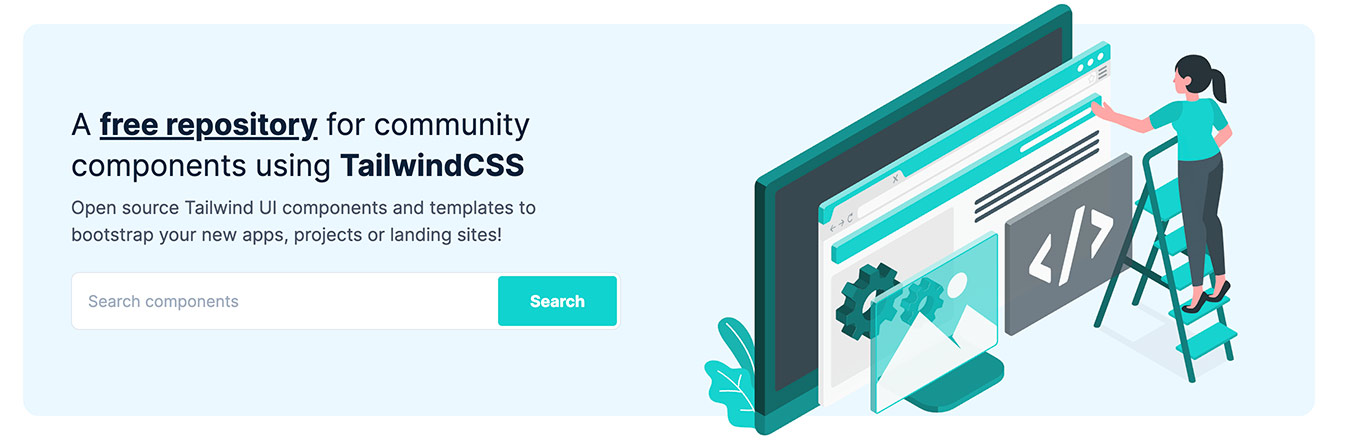 A free repository for community
components using TailwindCSS
Open source Tailwind UI components and templates to
bootstrap your new apps, projects or landing sites!
Search components
Search
X
</>